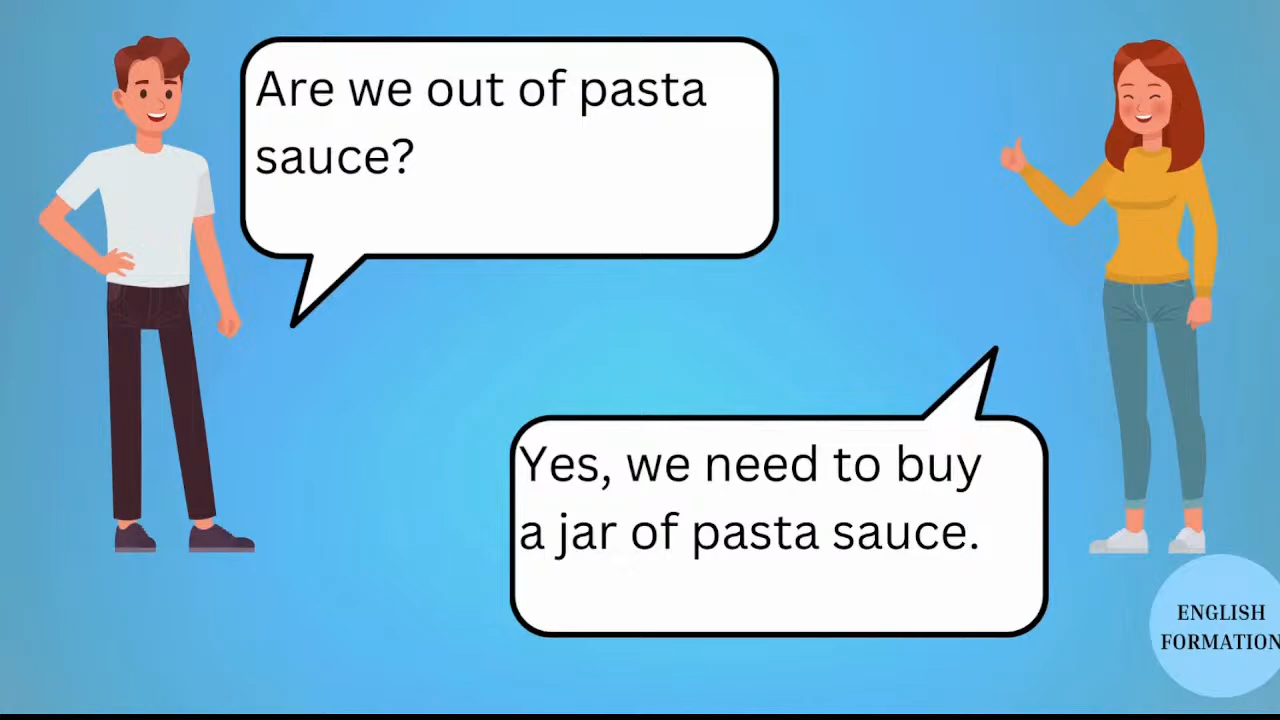 Are we out of pasta
sauce?
Yes, we need to buy
a jar of pasta sauce.
ENGLISH
FORMATION